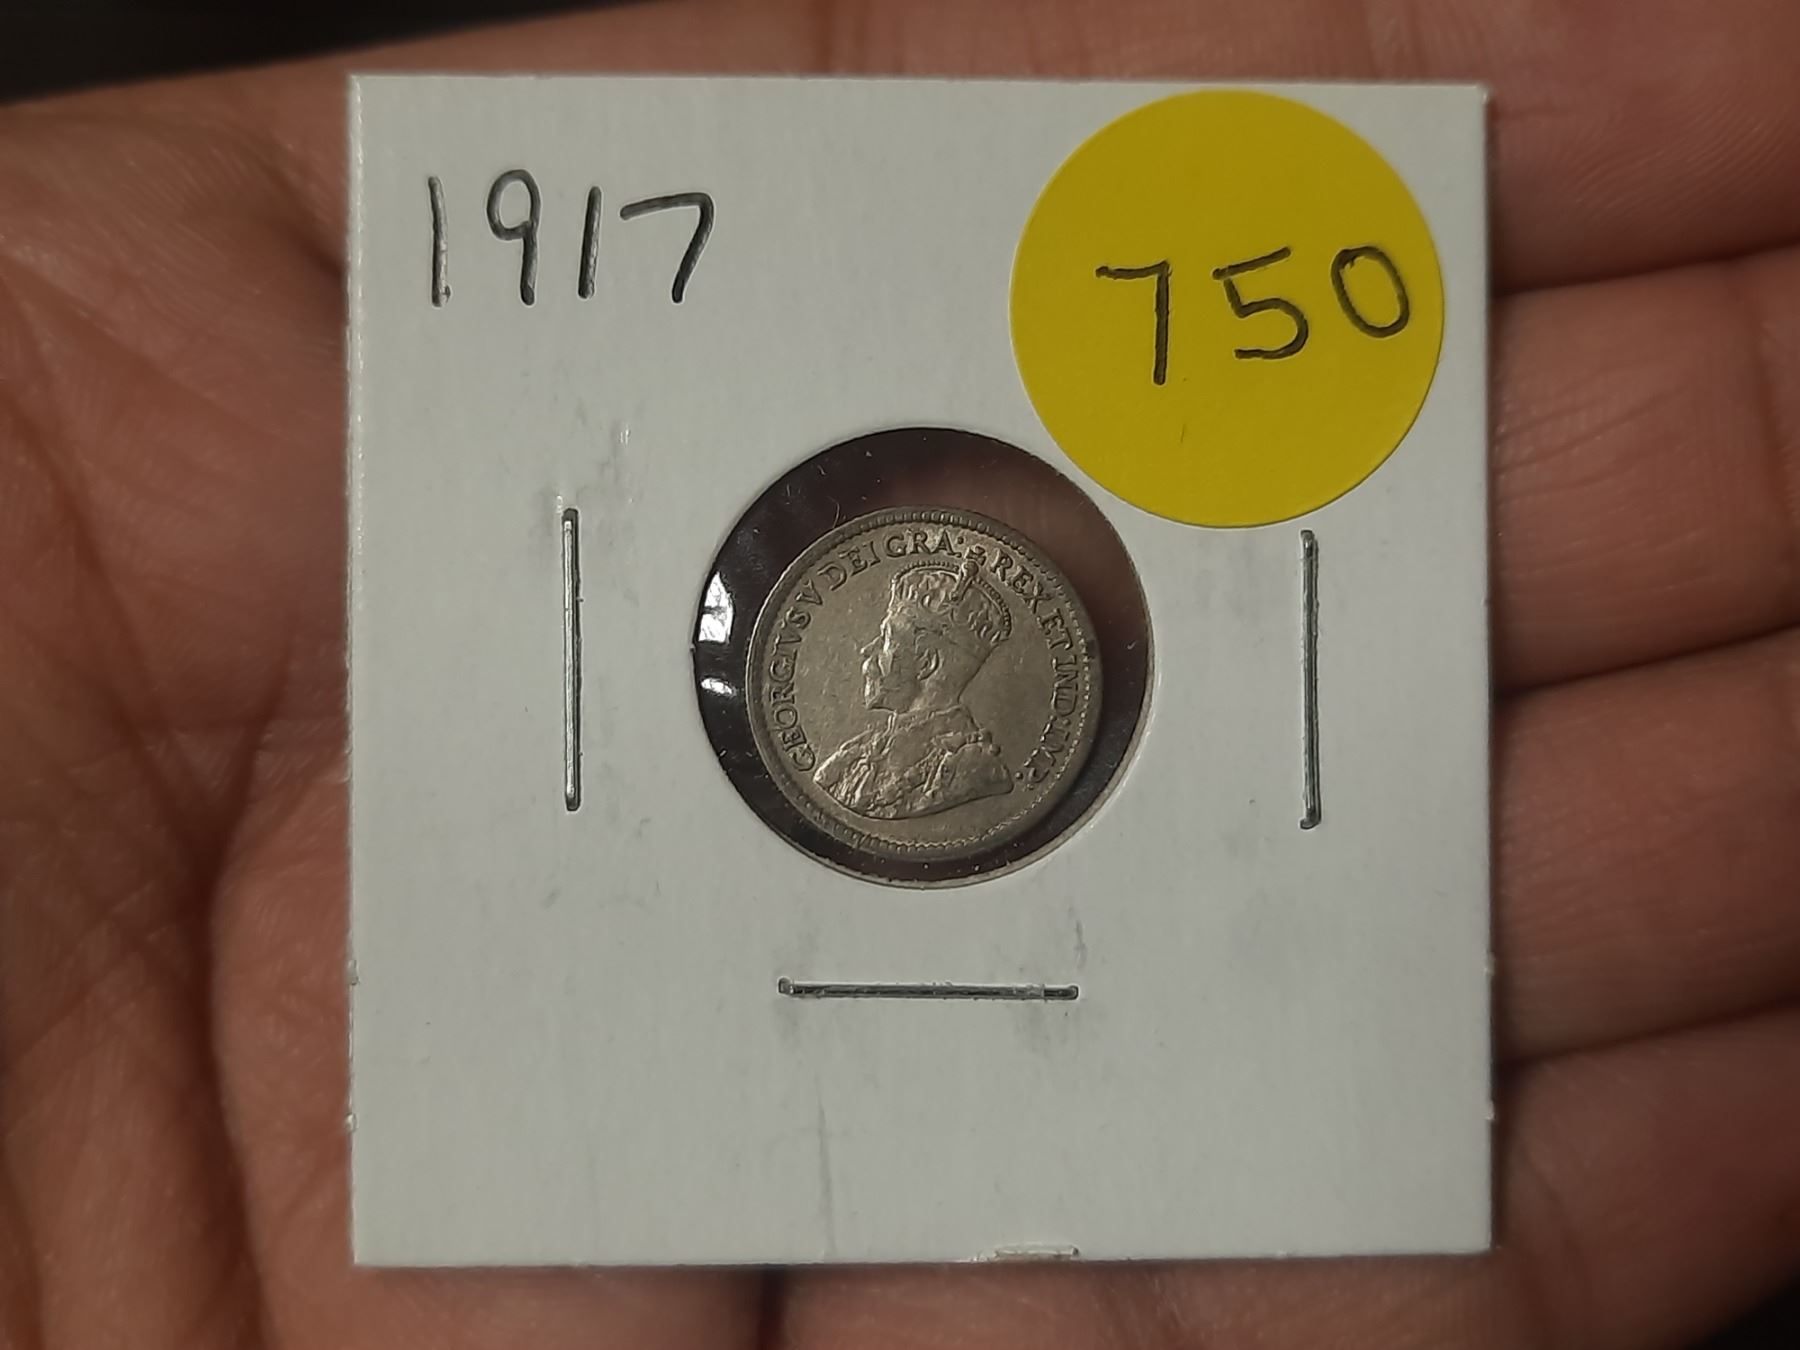 1917
750
GEORGIVS V DEI GRA: REX ET IND: IMP: